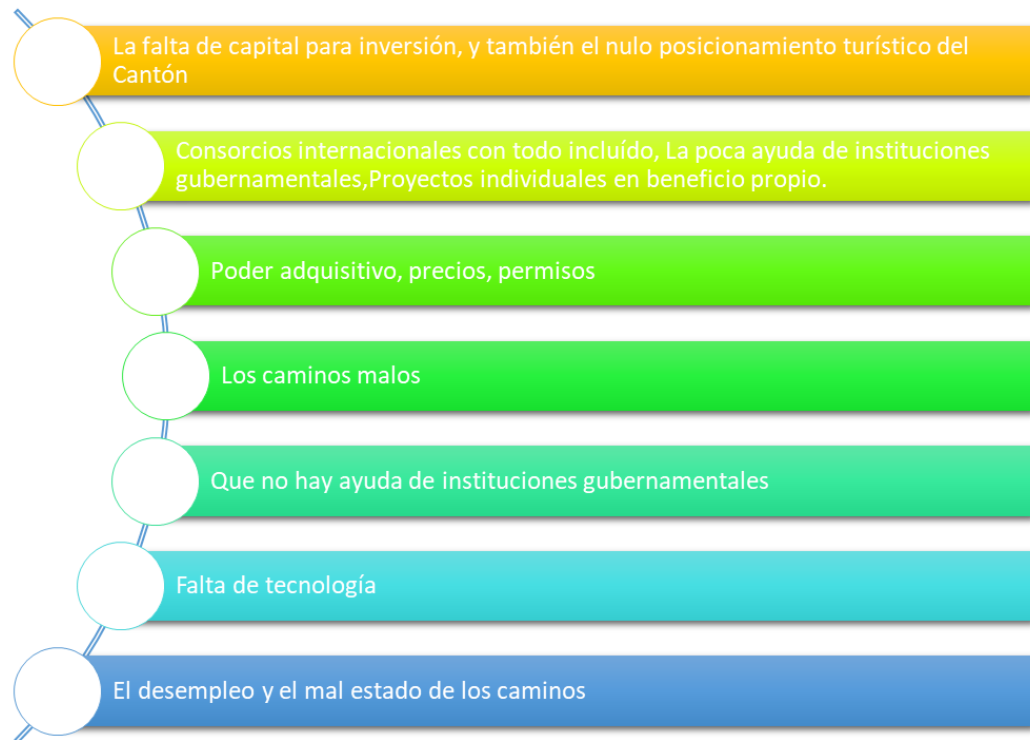 La falta de capital para inversión, y también el nulo posicionamiento turístico del
Cantón
Consorcios internacionales con todo incluído, La poca ayuda de instituciones
gubernamentales,Proyectos individuales en beneficio propio.
Poder adquisitivo, precios, permisos
Los caminos malos
Que no hay ayuda de instituciones gubernamentales
Falta de tecnología
El desempleo y el mal estado de los caminos